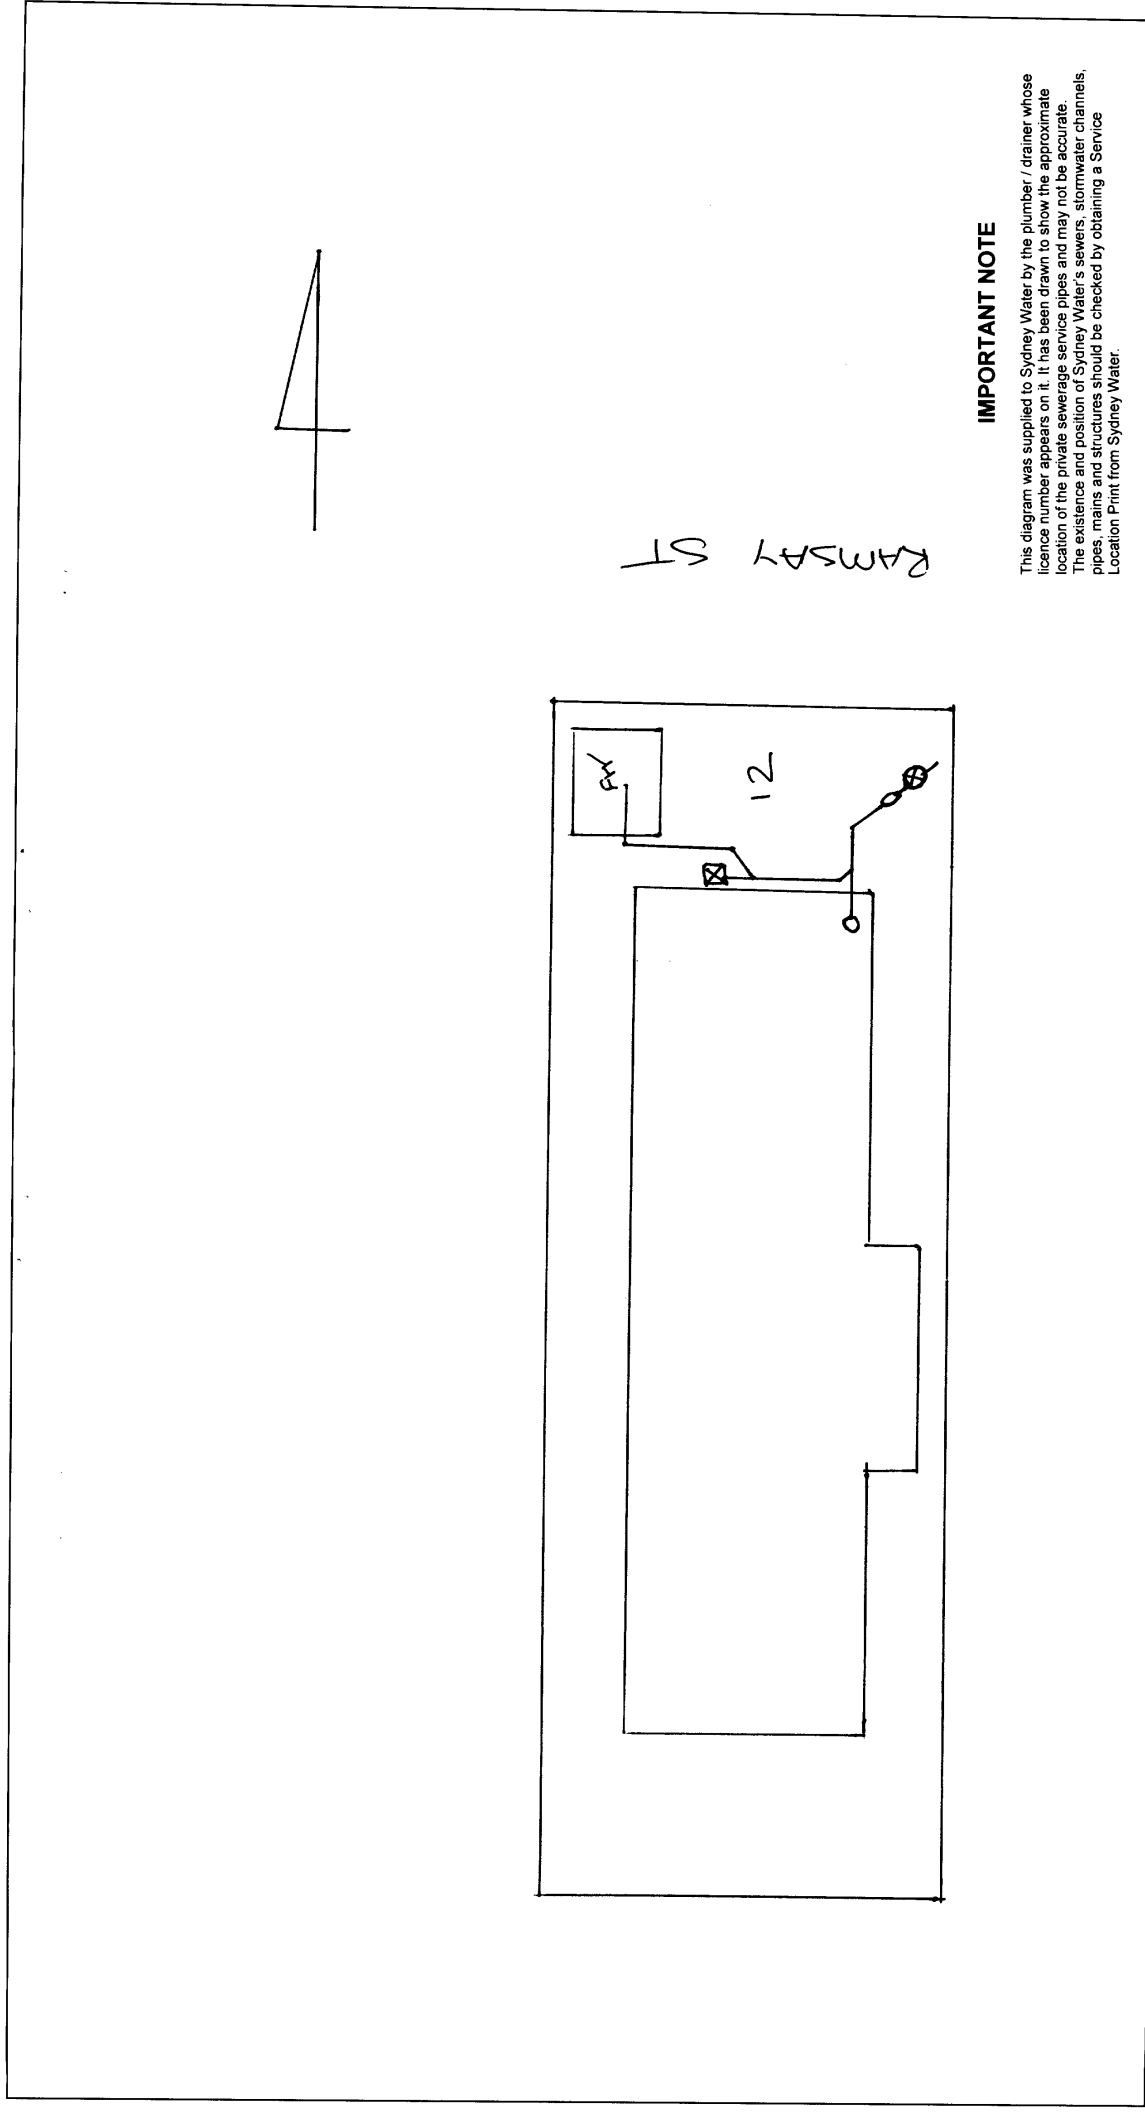 RAMSAY ST
12
IMPORTANT NOTE
This diagram was supplied to Sydney Water by the plumber / drainer whose
licence number appears on it. It has been drawn to show the approximate
location of the private sewerage service pipes and may not be accurate.
The existence and position of Sydney Water's sewers, stormwater channels,
pipes, mains and structures should be checked by obtaining a Service
Location Print from Sydney Water.